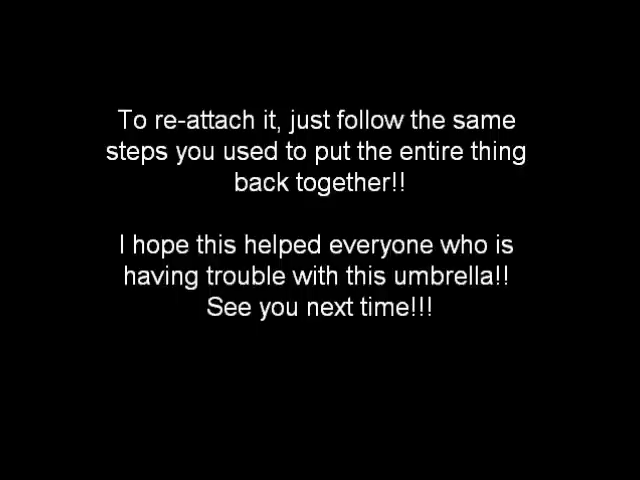 To re-attach it, just follow the same
steps you used to put the entire thing
back together!!
I hope this helped everyone who is
having trouble with this umbrella!!
See you next time!!!